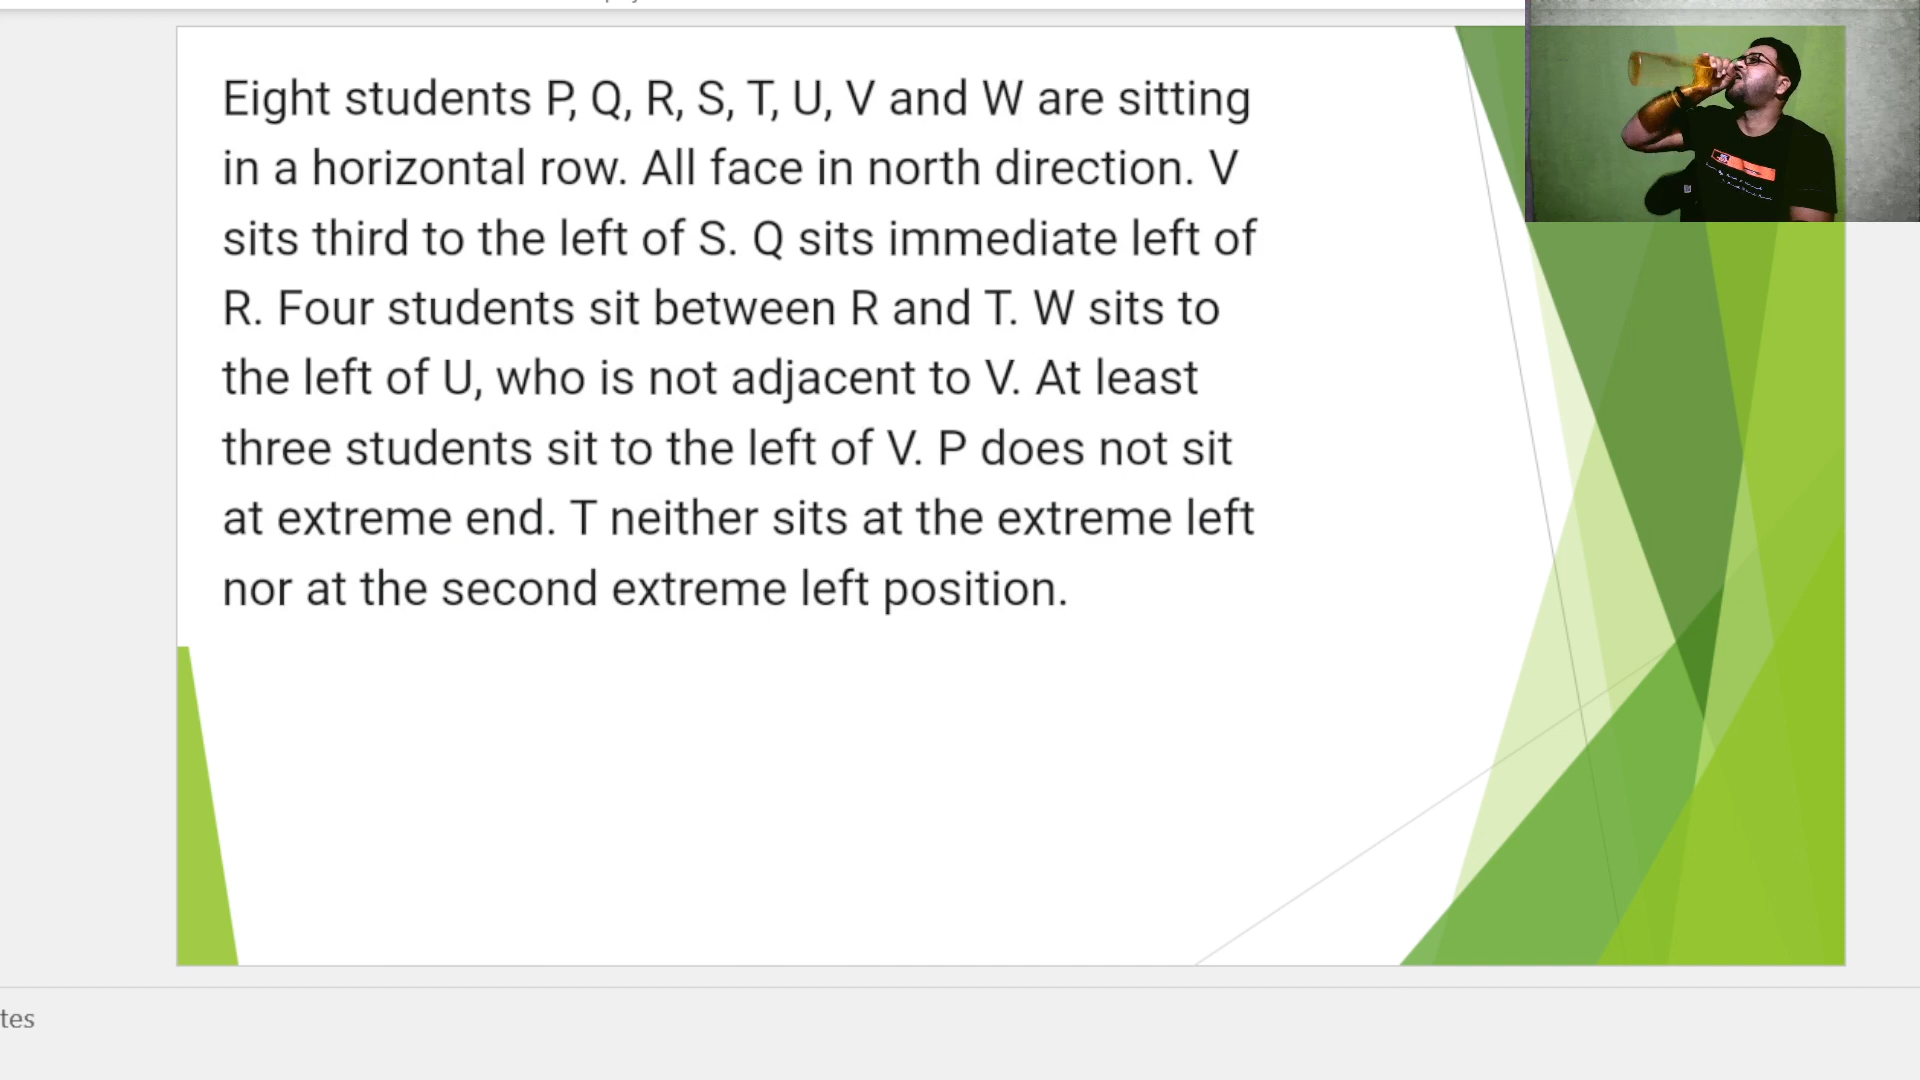 Eight students P, Q, R, S, T, U, V and W are sitting
in a horizontal row. All face in north direction. V
sits third to the left of S. Q sits immediate left of
R. Four students sit between R and T. W sits to
the left of U, who is not adjacent to V. At least
three students sit to the left of V. P does not sit
at extreme end. T neither sits at the extreme left
nor at the second extreme left position.
tes